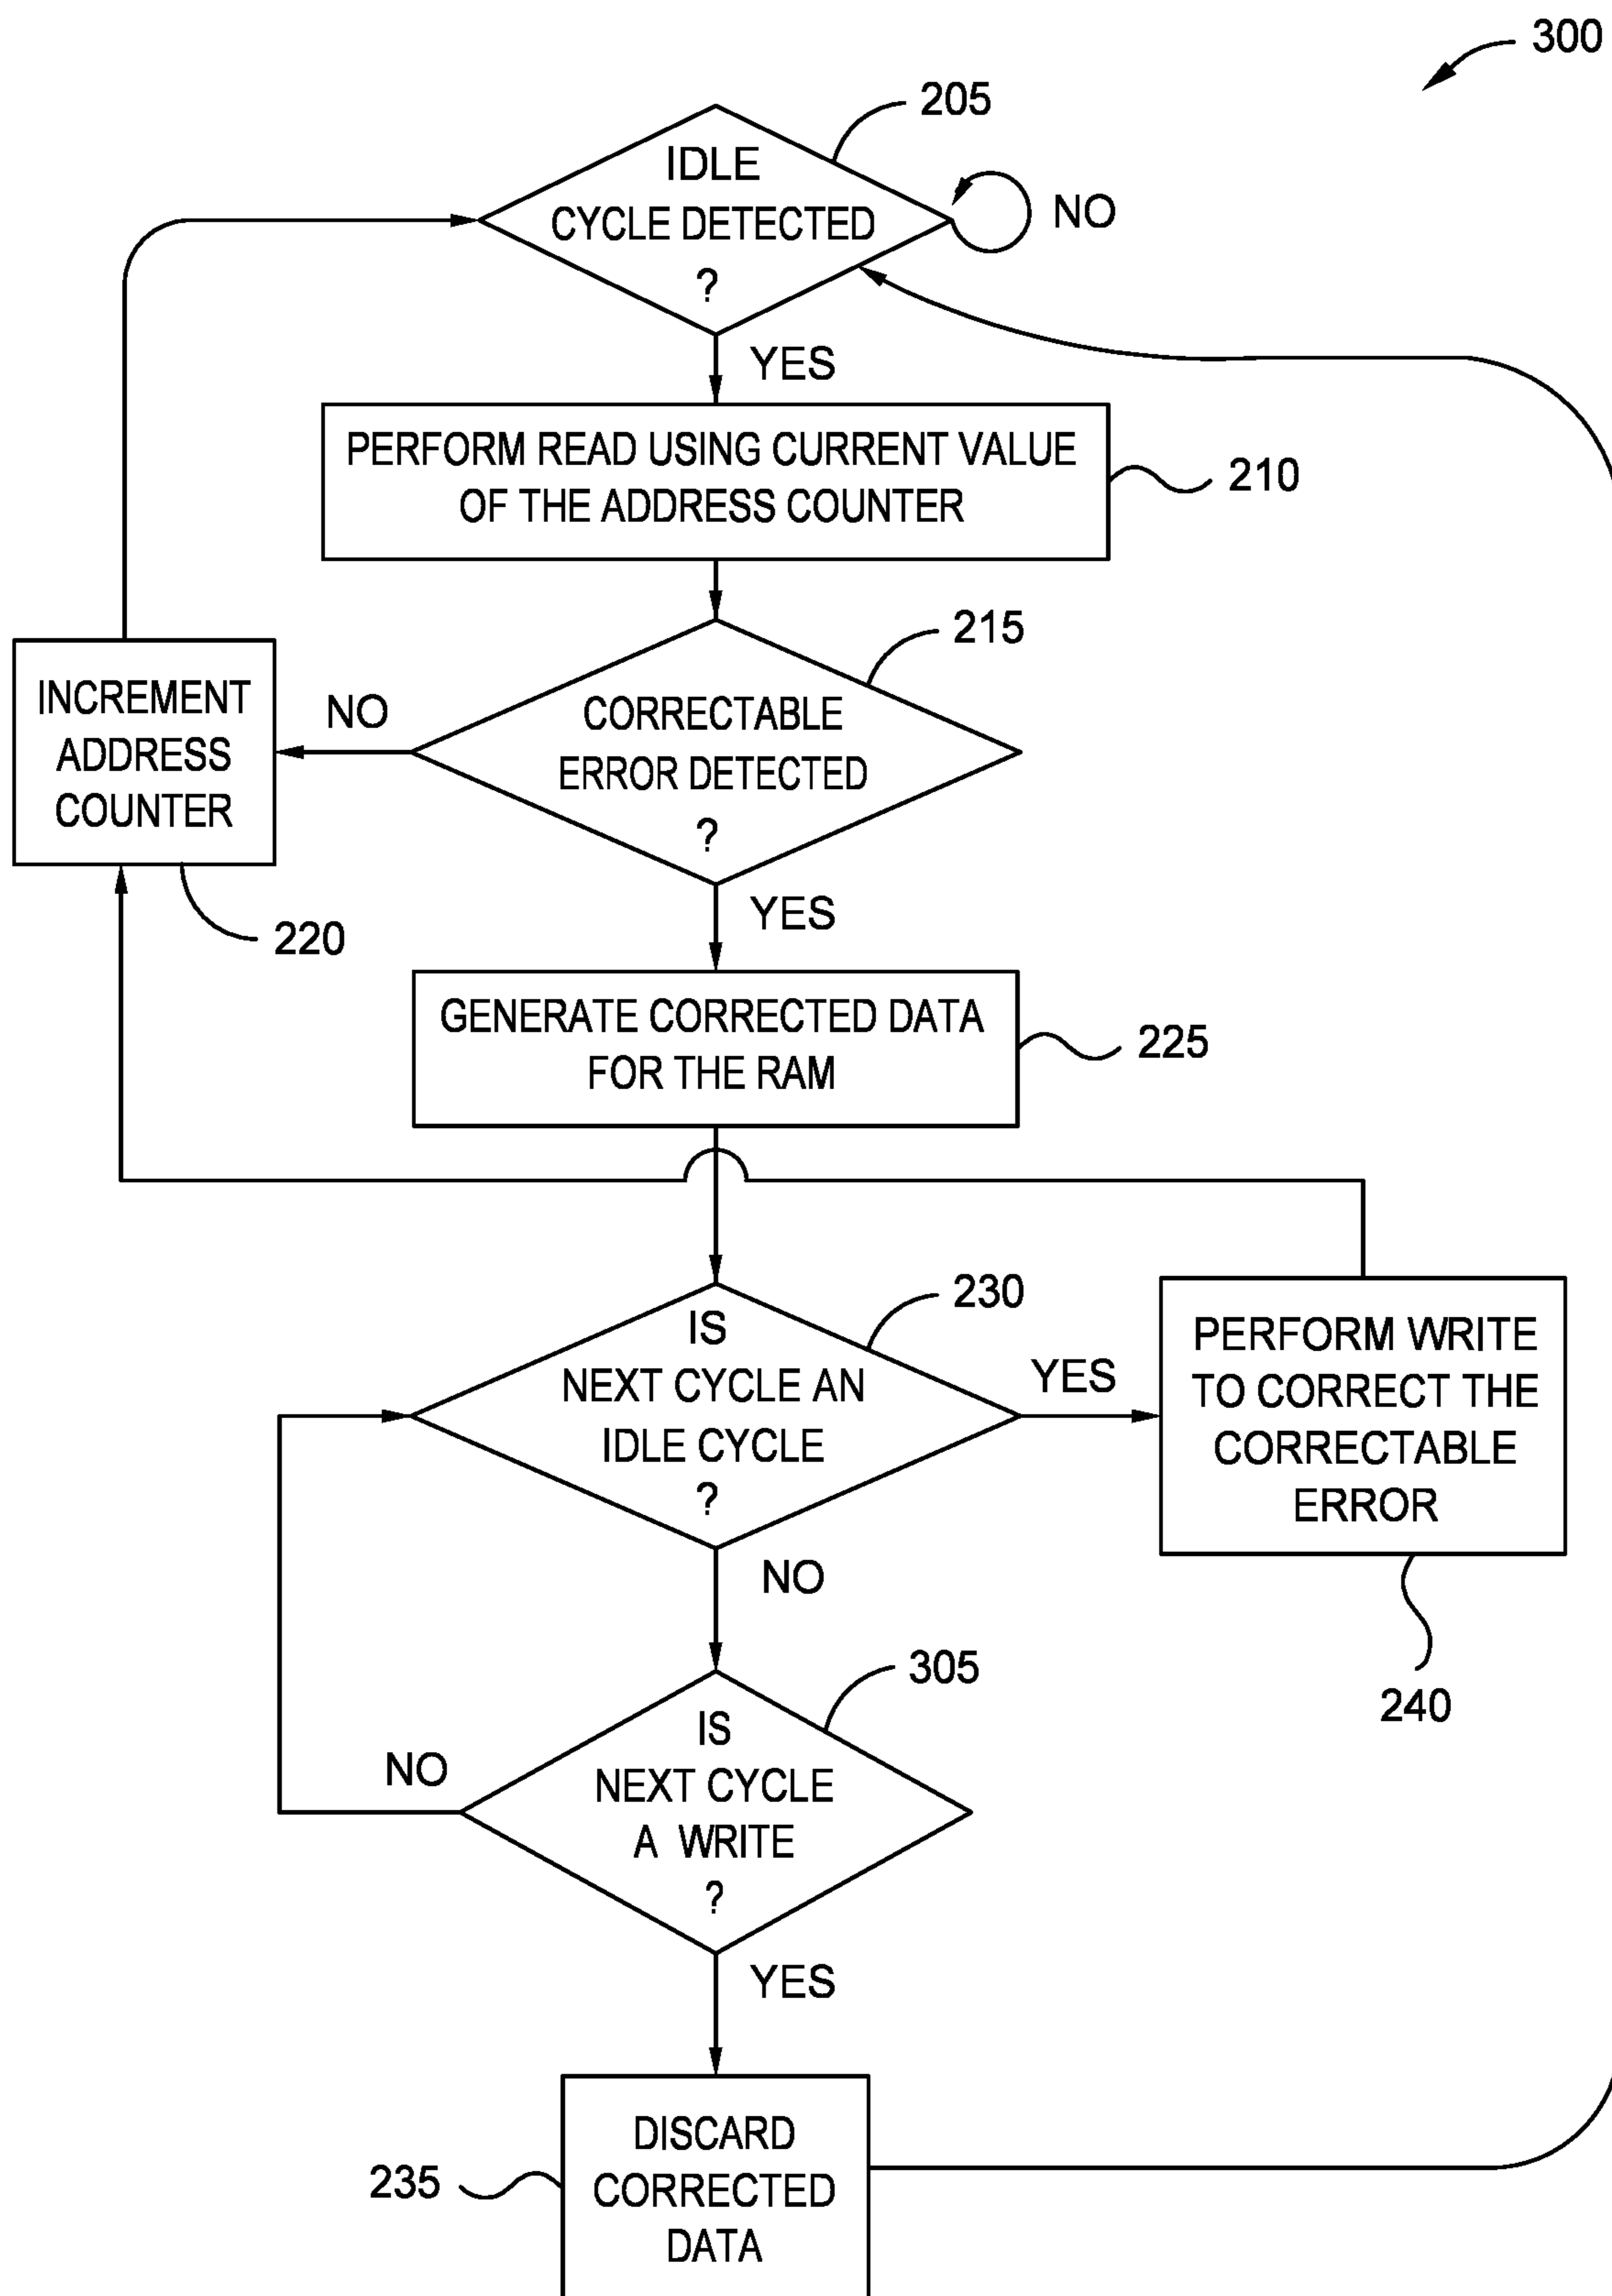 300
205
IDLE
CYCLE DETECTED
?
NO
YES
PERFORM READ USING CURRENT VALUE
OF THE ADDRESS COUNTER
210
215
CORRECTABLE
ERROR DETECTED
?
NO
INCREMENT
ADDRESS
COUNTER
220
YES
GENERATE CORRECTED DATA
FOR THE RAM
225
230
IS
NEXT CYCLE AN
IDLE CYCLE
?
YES
PERFORM WRITE
TO CORRECT THE
CORRECTABLE
ERROR
240
NO
305
IS
NEXT CYCLE
A WRITE
?
NO
YES
DISCARD
CORRECTED
DATA
235